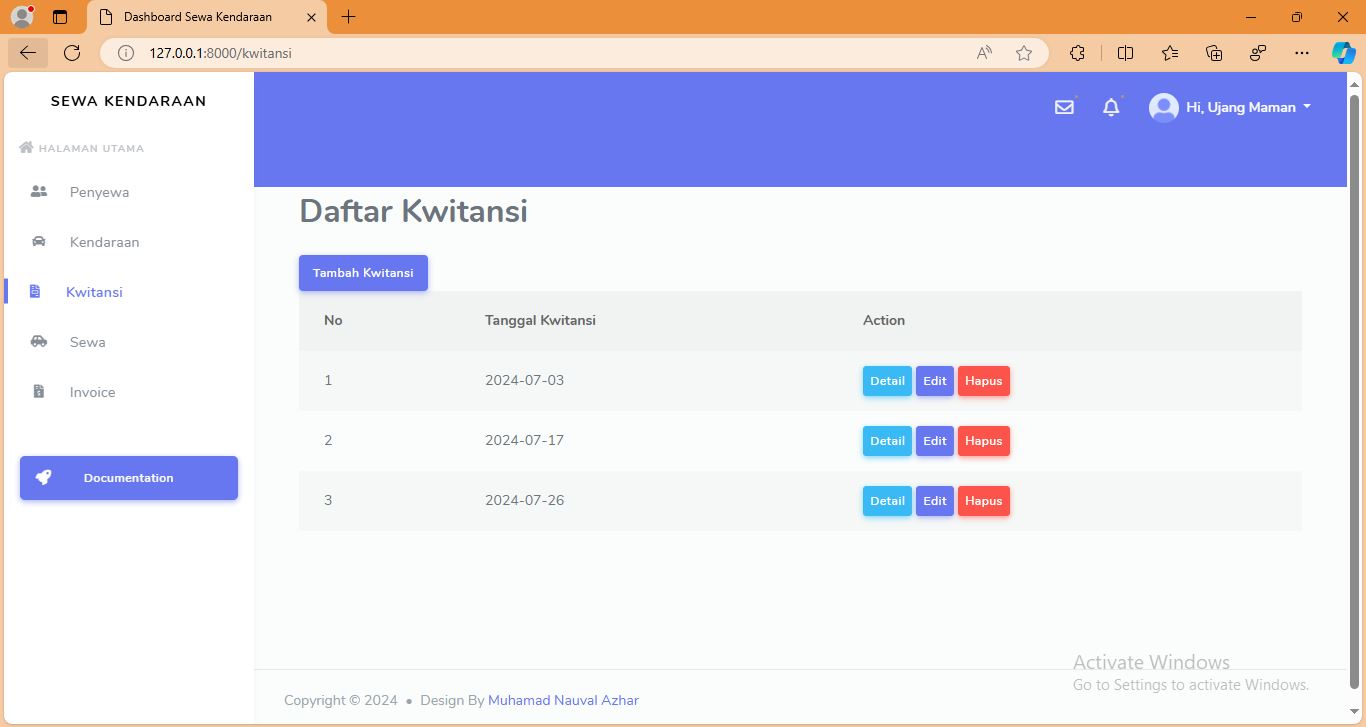 Dashboard Sewa Kendaraan
127.0.0.1:8000/kwitansi
SEWA KENDARAAN
Hi, Ujang Maman
HALAMAN UTAMA
Penyewa
Kendaraan
Kwitansi
Sewa
Invoice
Documentation
Daftar Kwitansi
Tambah Kwitansi
No Tanggal Kwitansi Action
1 2024-07-03 Detail Edit Hapus
2 2024-07-17 Detail Edit Hapus
3 2024-07-26 Detail Edit Hapus
Activate Windows
Go to Settings to activate Windows.
Copyright © 2024 • Design By Muhamad Nauval Azhar